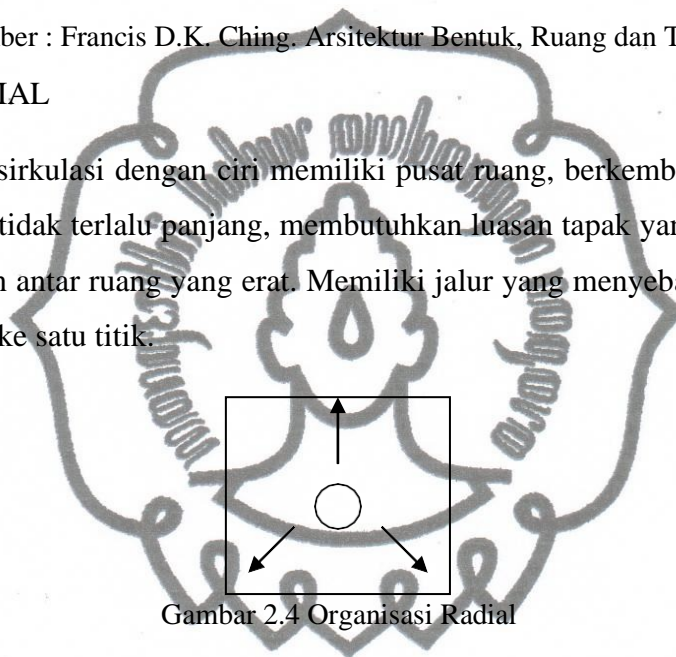 ber : Francis D.K. Ching. Arsitektur Bentuk, Ruang dan T
IAL
sirkulasi dengan ciri memiliki pusat ruang, berkemb
tidak terlalu panjang, membutuhkan luasan tapak yan
n antar ruang yang erat. Memiliki jalur yang menyeba
ke satu titik.
Gambar 2.4 Organisasi Radial